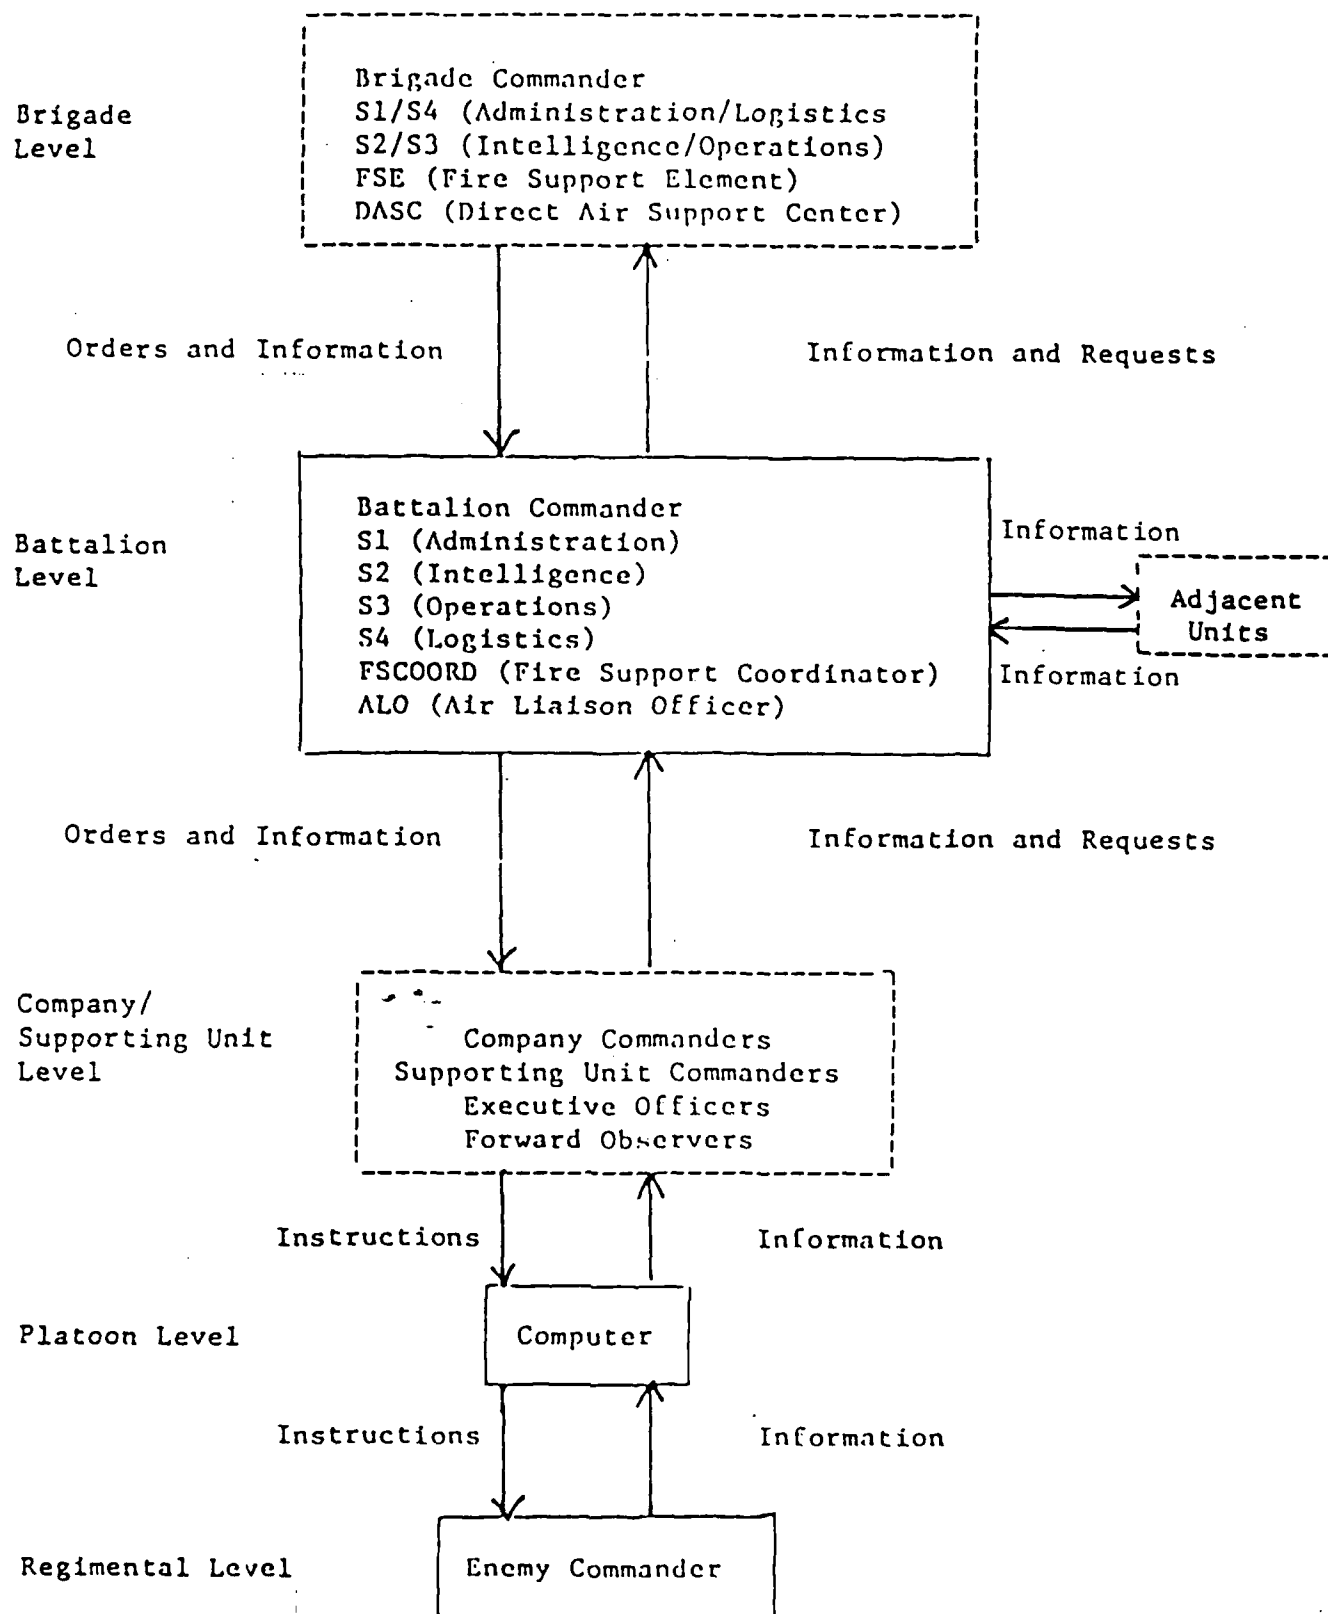 Brigade
Level
Brigade Commander
S1/S4 (Administration/Logistics
S2/S3 (Intelligence/Operations)
FSE (Fire Support Element)
DASC (Direct Air Support Center)
Orders and Information
Information and Requests
Battalion
Level
Battalion Commander
S1 (Administration)
S2 (Intelligence)
S3 (Operations)
S4 (Logistics)
FSCOORD (Fire Support Coordinator)
ALO (Air Liaison Officer)
Information
Adjacent
Units
Information
Orders and Information
Information and Requests
Company/
Supporting Unit
Level
Company Commanders
Supporting Unit Commanders
Executive Officers
Forward Observers
Instructions
Information
Platoon Level
Computer
Instructions
Information
Regimental Level
Enemy Commander